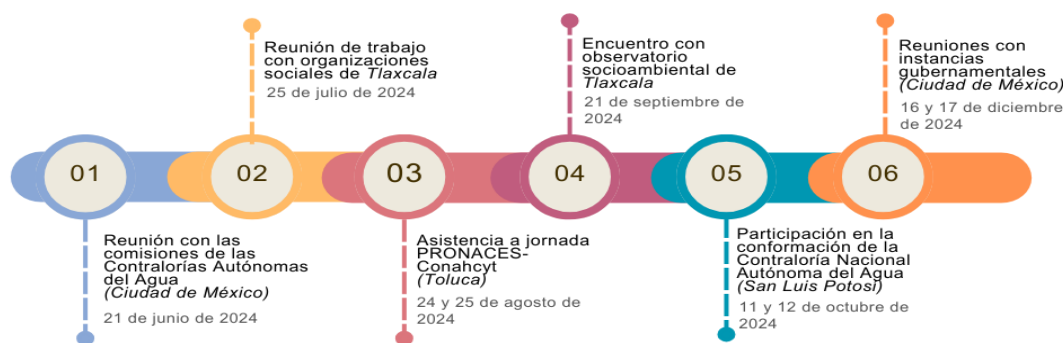 01
Reunión con las
comisiones de las
Contralorías Autónomas
del Agua
(Ciudad de México)
21 de junio de 2024
02
Reunión de trabajo
con organizaciones
sociales de Tlaxcala
25 de julio de 2024
03
Asistencia a jornada
PRONACES-
Conahcyt
(Toluca)
24 y 25 de agosto de
2024
04
Encuentro con
observatorio
socioambiental de
Tlaxcala
21 de septiembre de
2024
05
Participación en la
conformación de la
Contraloría Nacional
Autónoma del Agua
(San Luis Potosí)
11 y 12 de octubre de
2024
06
Reuniones con
instancias
gubernamentales
(Ciudad de México)
16 y 17 de diciembre
de 2024